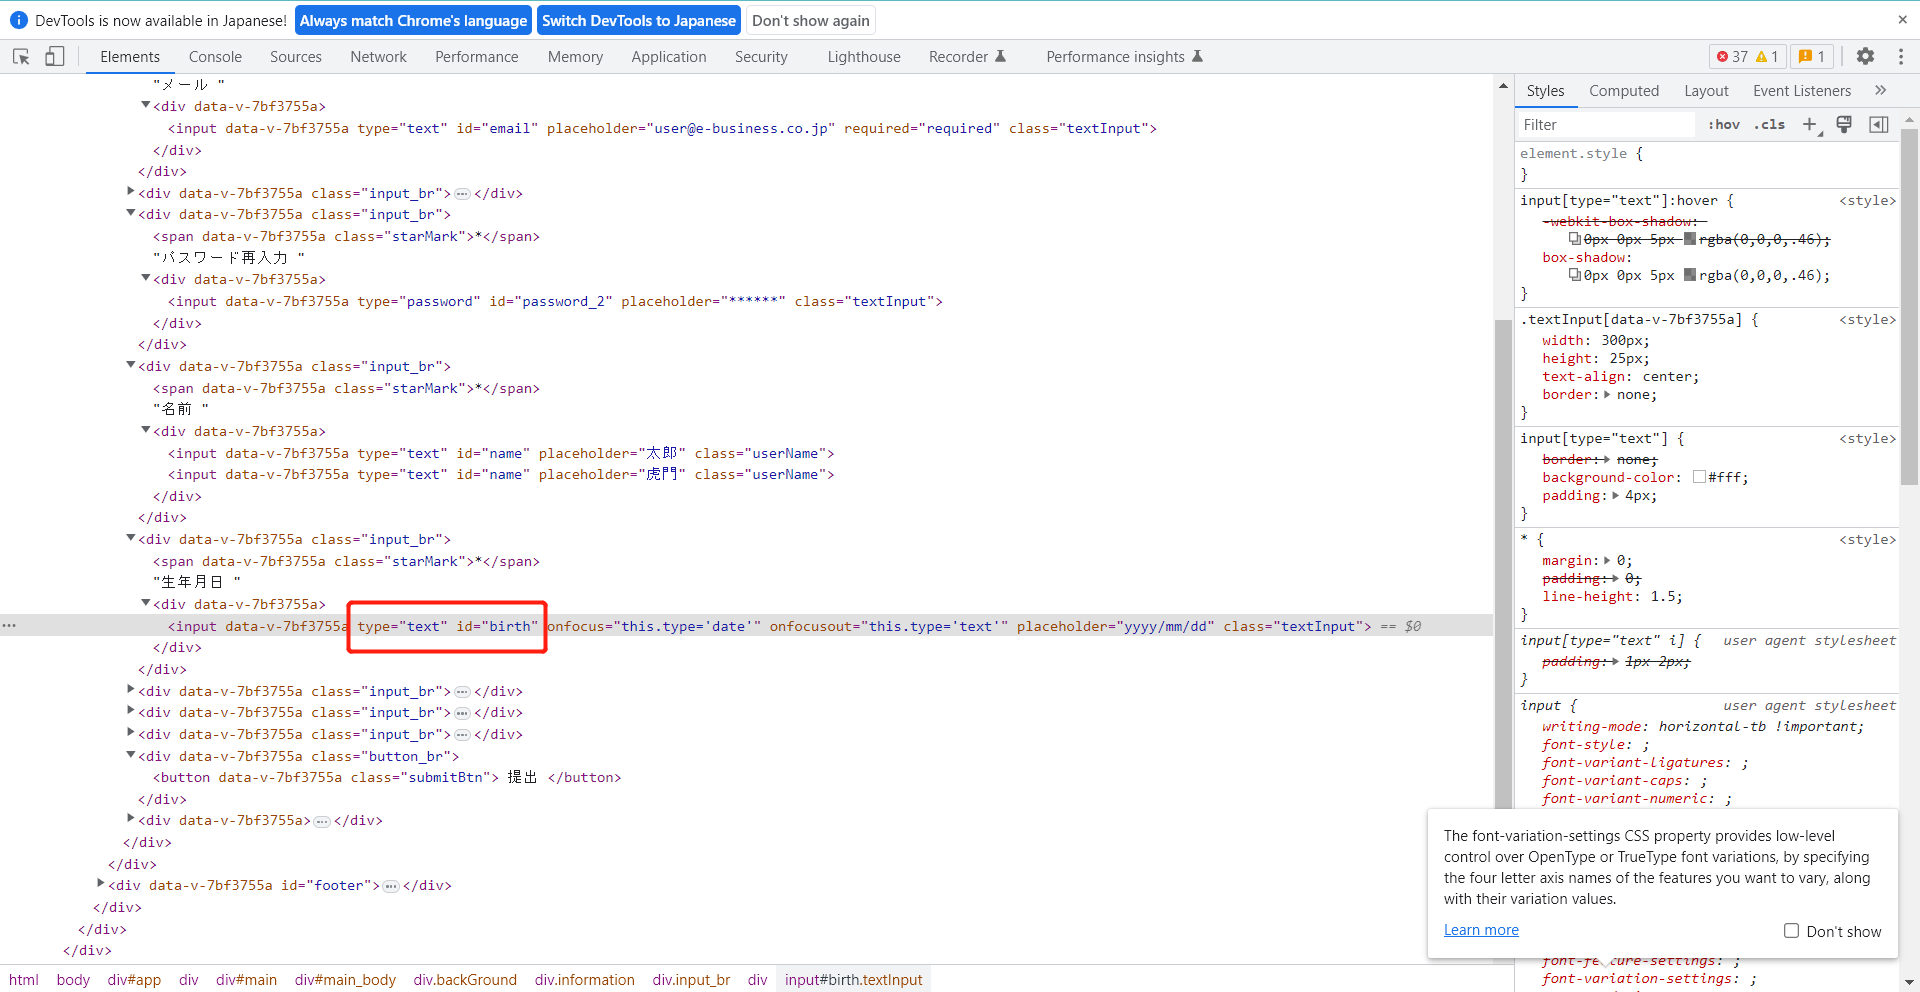 DevTools is now available in Japanese! Always match Chrome's language Switch DevTools to Japanese Don't show again
Elements Console Sources Network Performance Memory Application Security Lighthouse Recorder Performance insights 37 1 1
"メール "
<div data-v-7bf3755a>
<input data-v-7bf3755a type="text" id="email" placeholder="user@e-business.co.jp" required="required" class="textInput">
</div>
</div>
<div data-v-7bf3755a class="input_br">…</div>
<div data-v-7bf3755a class="input_br">
<span data-v-7bf3755a class="starMark">*</span>
"パスワード再入力 "
<div data-v-7bf3755a>
<input data-v-7bf3755a type="password" id="password_2" placeholder="******" class="textInput">
</div>
</div>
<div data-v-7bf3755a class="input_br">
<span data-v-7bf3755a class="starMark">*</span>
"名前 "
<div data-v-7bf3755a>
<input data-v-7bf3755a type="text" id="name" placeholder="太郎" class="userName">
<input data-v-7bf3755a type="text" id="name" placeholder="虎門" class="userName">
</div>
</div>
<div data-v-7bf3755a class="input_br">
<span data-v-7bf3755a class="starMark">*</span>
"生年月日 "
<div data-v-7bf3755a>
<input data-v-7bf3755a type="text" id="birth" onfocus="this.type='date'" onfocusout="this.type='text'" placeholder="yyyy/mm/dd" class="textInput"> == $0
</div>
</div>
<div data-v-7bf3755a class="input_br">…</div>
<div data-v-7bf3755a class="input_br">…</div>
<div data-v-7bf3755a class="input_br">…</div>
<div data-v-7bf3755a class="button_br">
<button data-v-7bf3755a class="submitBtn"> 提出 </button>
</div>
<div data-v-7bf3755a>…</div>
</div>
</div>
<div data-v-7bf3755a id="footer">…</div>
</div>
</div>
</div>
html body div#app div div#main div#main_body div.backGround div.information div.input_br div input#birth.textInput
Styles Computed Layout Event Listeners
Filter :hov .cls
element.style {
}
input[type="text"]:hover { <style>
-webkit-box-shadow:
0px 0px 5px rgba(0,0,0,.46);
box-shadow:
0px 0px 5px rgba(0,0,0,.46);
}
.textInput[data-v-7bf3755a] { <style>
width: 300px;
height: 25px;
text-align: center;
border: none;
}
input[type="text"] { <style>
border: none;
background-color: #fff;
padding: 4px;
}
* { <style>
margin: 0;
padding: 0;
line-height: 1.5;
}
input[type="text" i] { user agent stylesheet
padding: 1px 2px;
}
input { user agent stylesheet
writing-mode: horizontal-tb !important;
font-style: ;
font-variant-ligatures: ;
font-variant-caps: ;
font-variant-numeric: ;
The font-variation-settings CSS property provides low-level
control over OpenType or TrueType font variations, by specifying
the four letter axis names of the features you want to vary, along
with their variation values.
Learn more Don't show
font-feature-settings: ;
font-variation-settings: ;